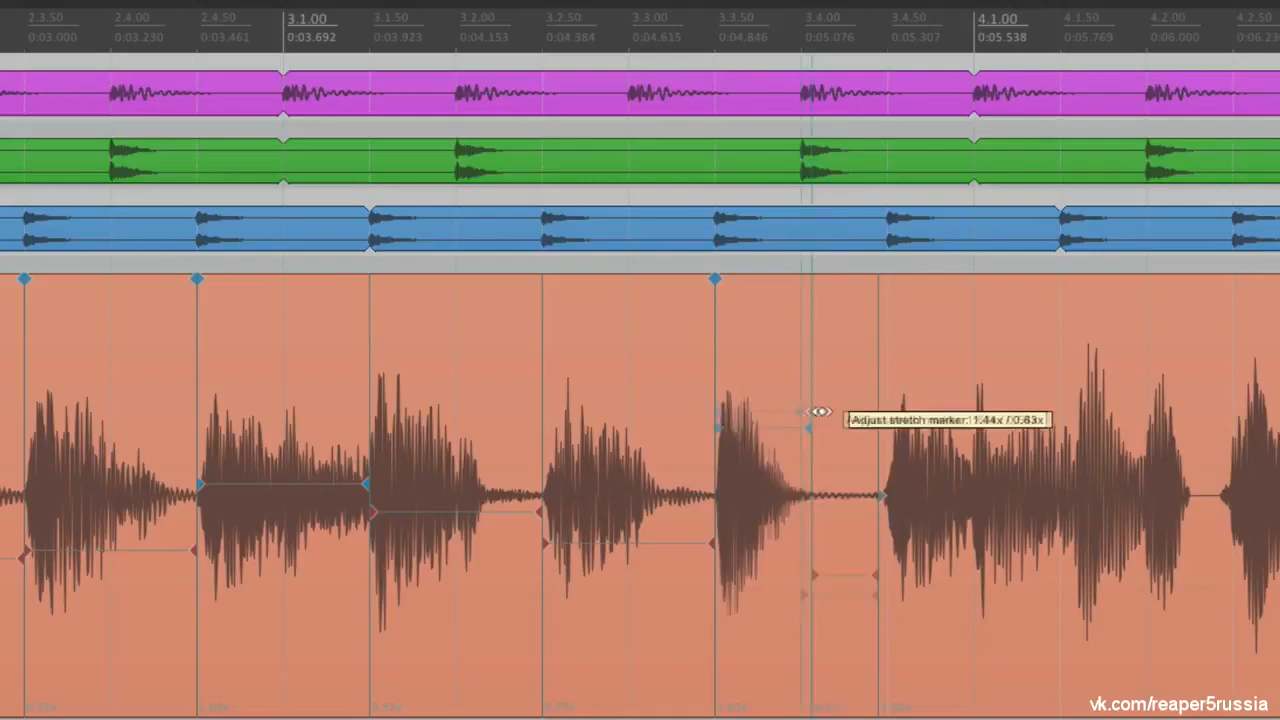 2.3.50 2.4.00 2.4.50 3.1.00 3.1.50 3.2.00 3.2.50 3.3.00 3.3.50 3.4.00 3.4.50 4.1.00 4.1.50 4.2.00 4.2.50
0:03.000 0:03.230 0:03.461 0:03.692 0:03.923 0:04.153 0:04.384 0:04.615 0:04.846 0:05.076 0:05.307 0:05.538 0:05.769 0:06.000
Adjust stretch marker:
vk.com/reaper5russia